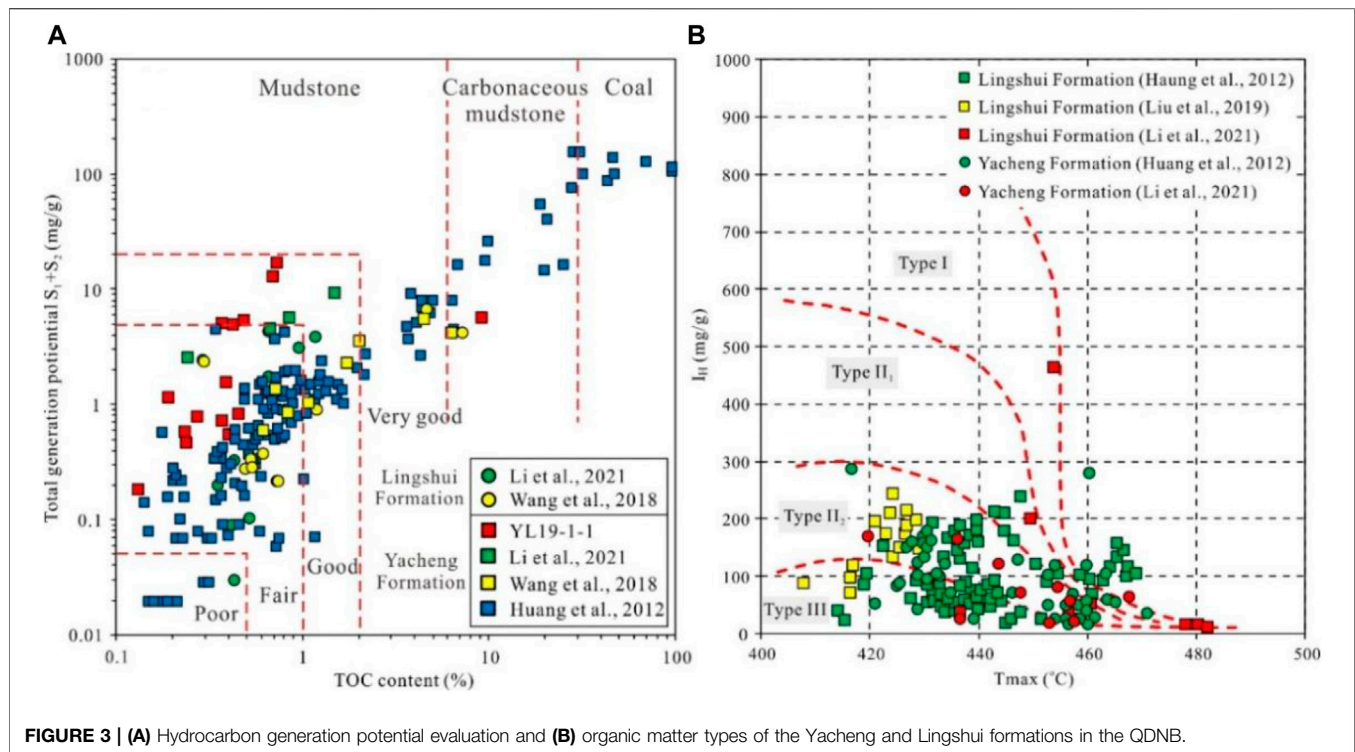 A
Total generation potiential S₁+S₂ (mg/g)
1000
100
10
1
0.1
0.01
Mudstone
Carbonaceous
mudstone
Coal
Very good
Good
Fair
Poor
Lingshui
Formation
Li et al., 2021
Wang et al., 2018
Yacheng
Formation
YL19-1-1
Li et al., 2021
Wang et al., 2018
Huang et al., 2012
0.1
1
10
100
TOC content (%)
B
I_H (mg/g)
1000
900
800
700
600
500
400
300
200
100
0
Lingshui Formation (Haung et al., 2012)
Lingshui Formation (Liu et al., 2019)
Lingshui Formation (Li et al., 2021)
Yacheng Formation (Huang et al., 2012)
Yacheng Formation (Li et al., 2021)
Type I
Type II₁
Type II₂
Type III
400
420
440
460
480
500
Tmax (°C)
FIGURE 3 | (A) Hydrocarbon generation potential evaluation and (B) organic matter types of the Yacheng and Lingshui formations in the QDNB.